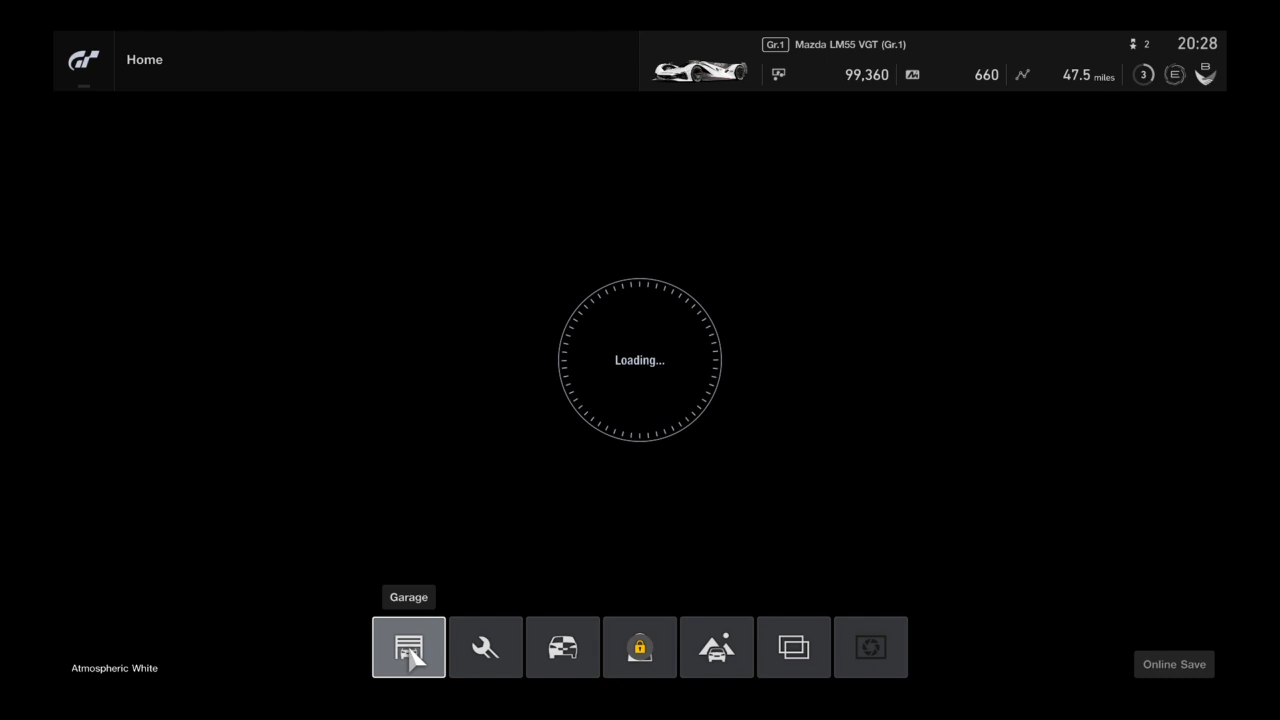 Home
Gr.1 Mazda LM55 VGT (Gr.1)
2 20:28
99,360 660 47.5 miles 3 E B
Loading...
Garage
Atmospheric White
Online Save